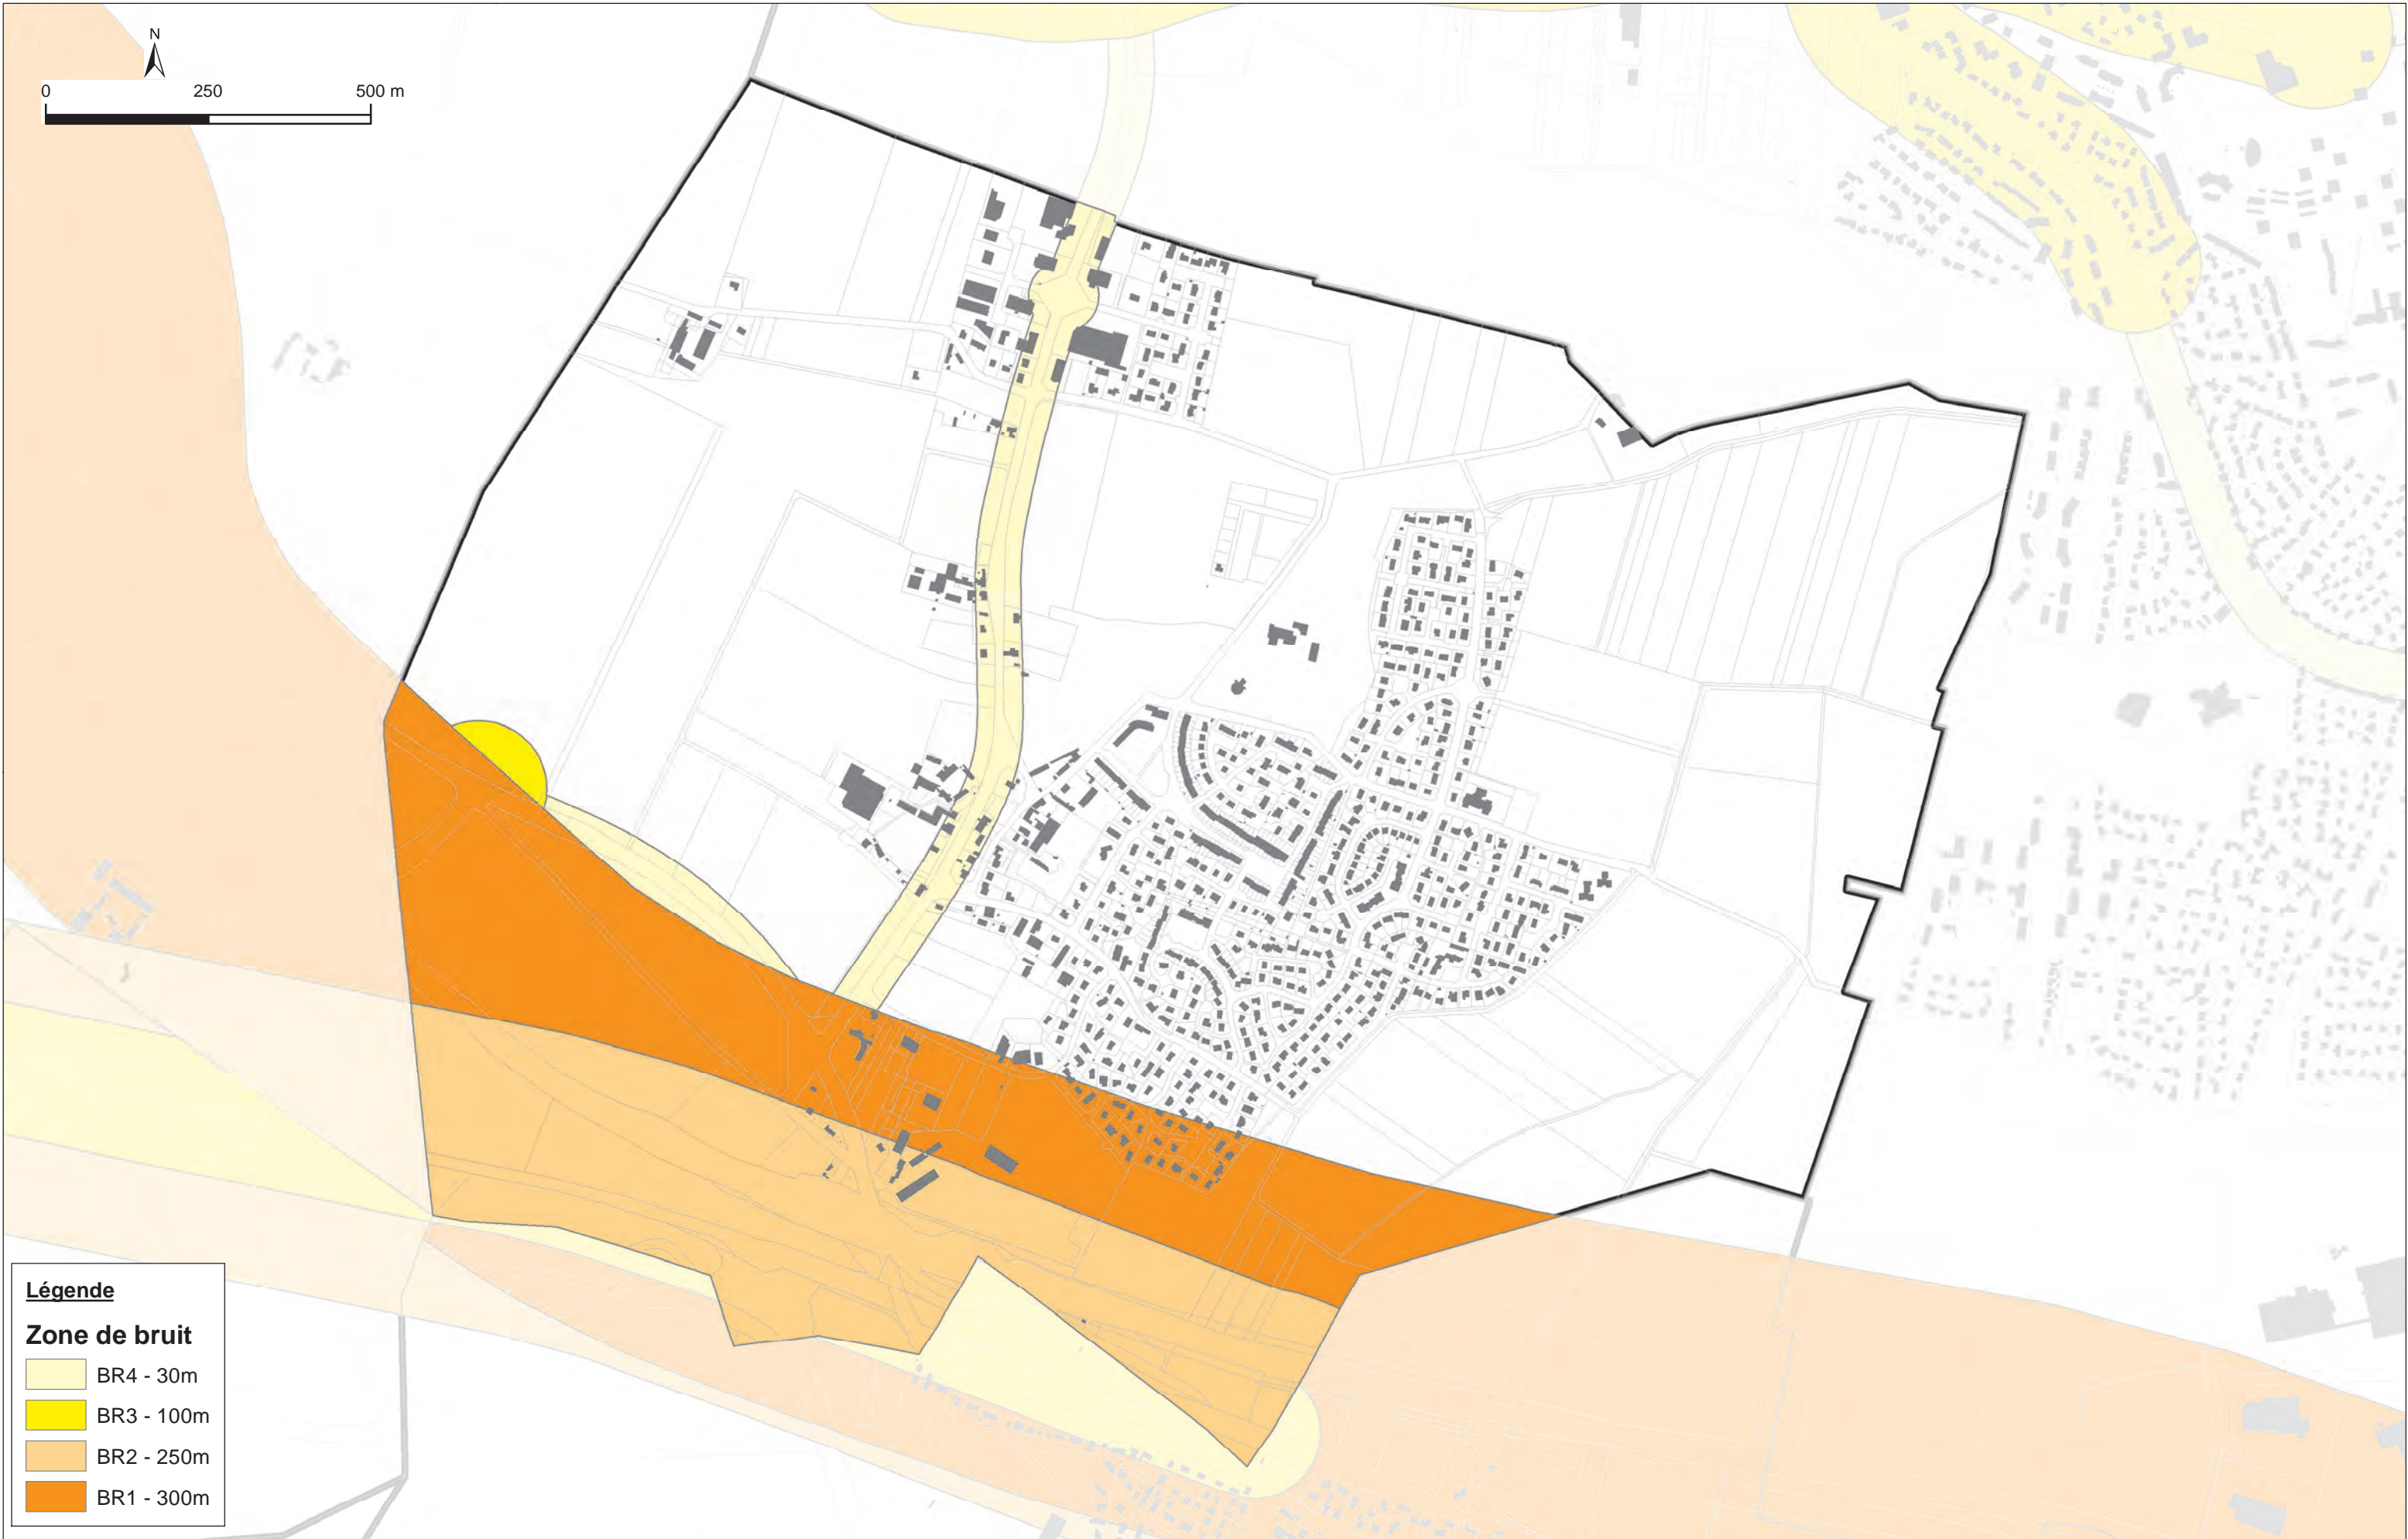 N
0 250 500 m
Légende
Zone de bruit
BR4 - 30m
BR3 - 100m
BR2 - 250m
BR1 - 300m